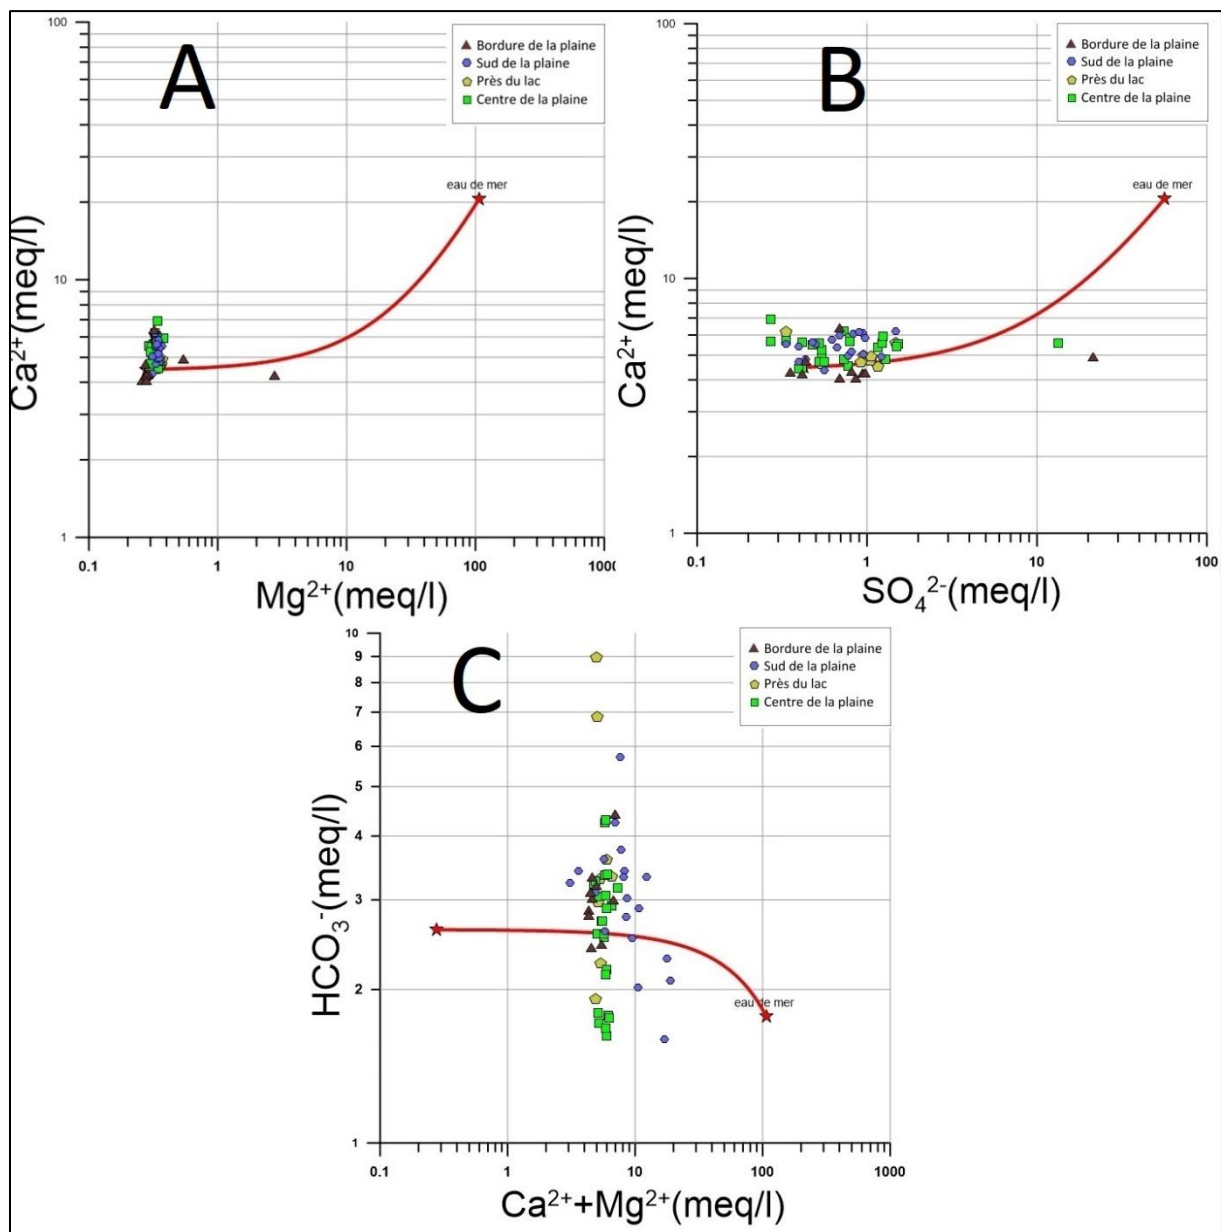 A
100
10
1
Ca²⁺(meq/l)
Bordure de la plaine
Sud de la plaine
Près du lac
Centre de la plaine
eau de mer
0.1 1 10 100 1000
Mg²⁺(meq/l)
B
100
10
1
Ca²⁺(meq/l)
Bordure de la plaine
Sud de la plaine
Près du lac
Centre de la plaine
eau de mer
0.1 1 10 100
SO₄²⁻(meq/l)
C
10
9
8
7
6
5
4
3
2
1
HCO₃⁻(meq/l)
Bordure de la plaine
Sud de la plaine
Près du lac
Centre de la plaine
eau de mer
0.1 1 10 100 1000
Ca²⁺+Mg²⁺(meq/l)